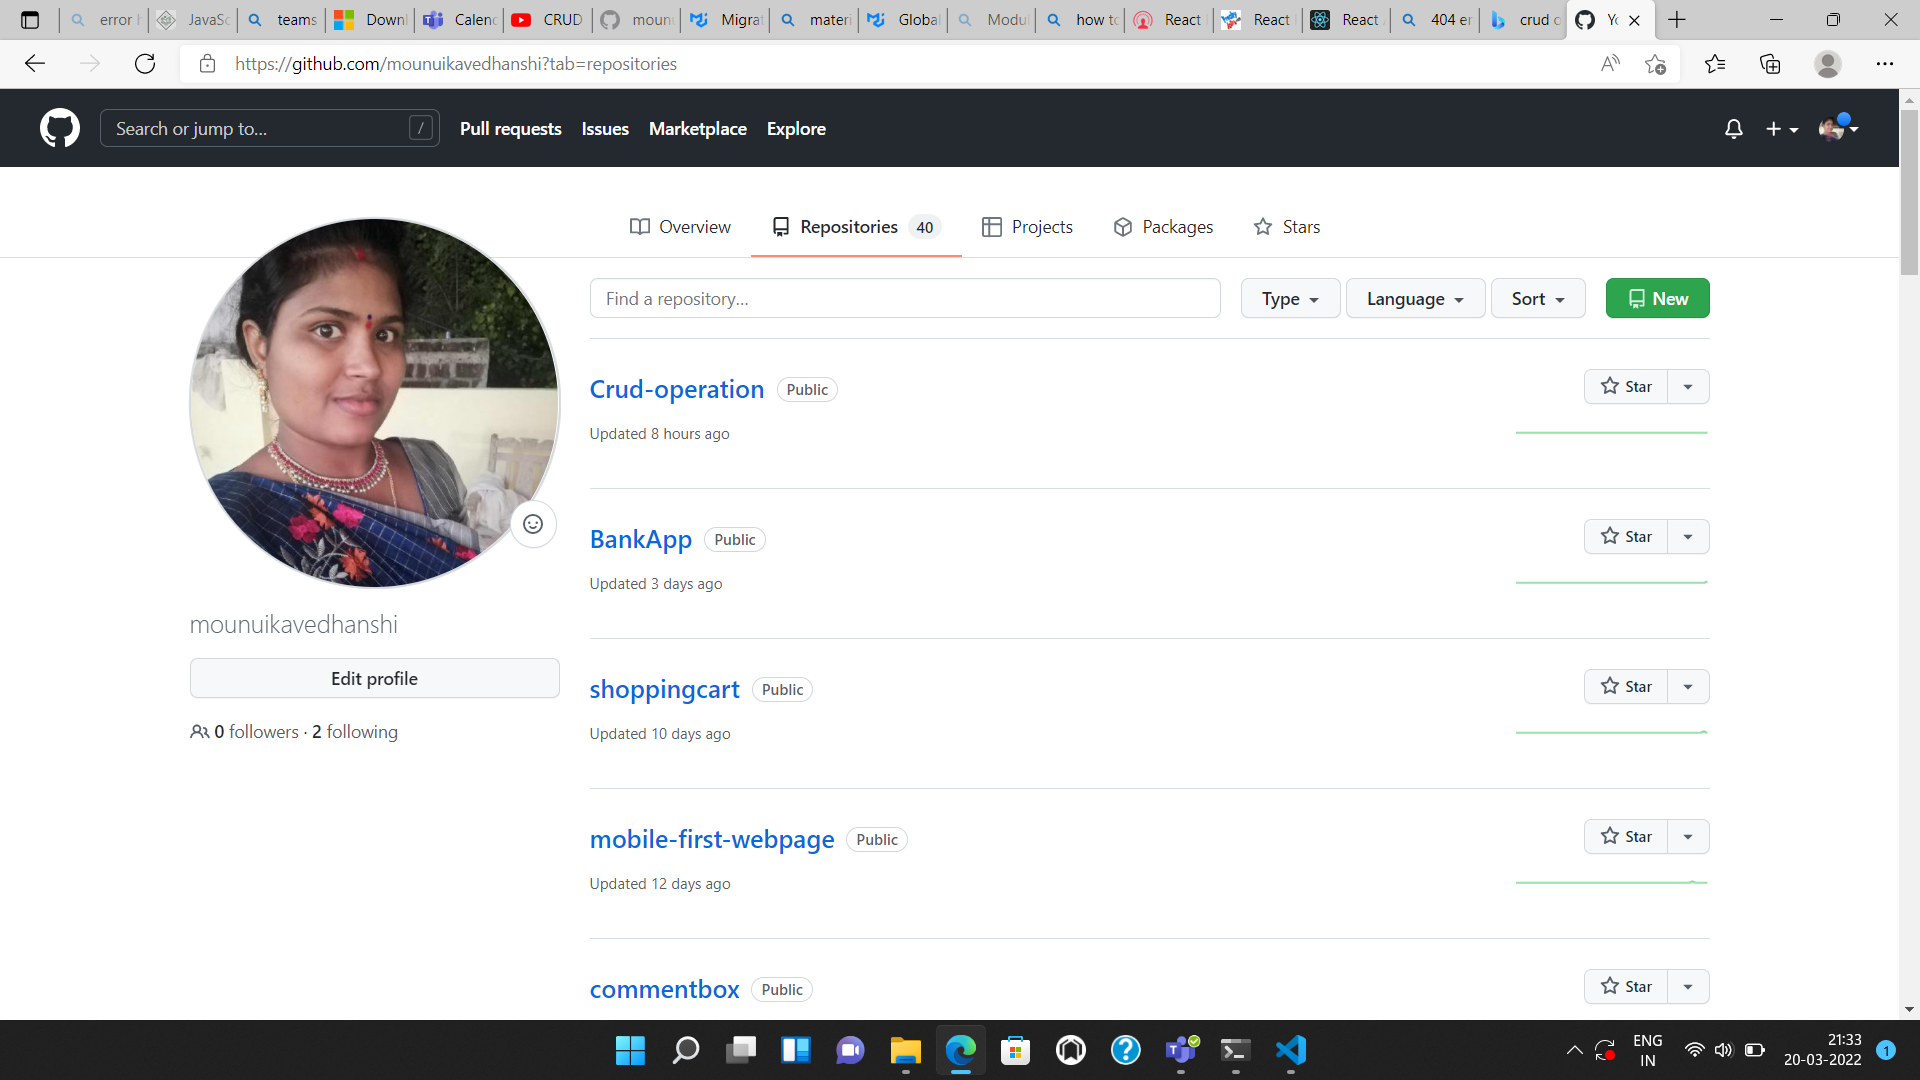 error h
JavaSc
teams
Downl
Calenc
CRUD
moun
Migrat
materi
Global
Modul
how to
React
React
React
404 er
crud o
Yo
https://github.com/mounuikavedhanshi?tab=repositories
Search or jump to...
/
Pull requests
Issues
Marketplace
Explore
Overview
Repositories 40
Projects
Packages
Stars
Find a repository...
Type
Language
Sort
New
Crud-operation Public
Star
Updated 8 hours ago
BankApp Public
Star
Updated 3 days ago
shoppingcart Public
Star
Updated 10 days ago
mobile-first-webpage Public
Star
Updated 12 days ago
commentbox Public
Star
mounuikavedhanshi
Edit profile
0 followers · 2 following
ENG
IN
21:33
20-03-2022
1